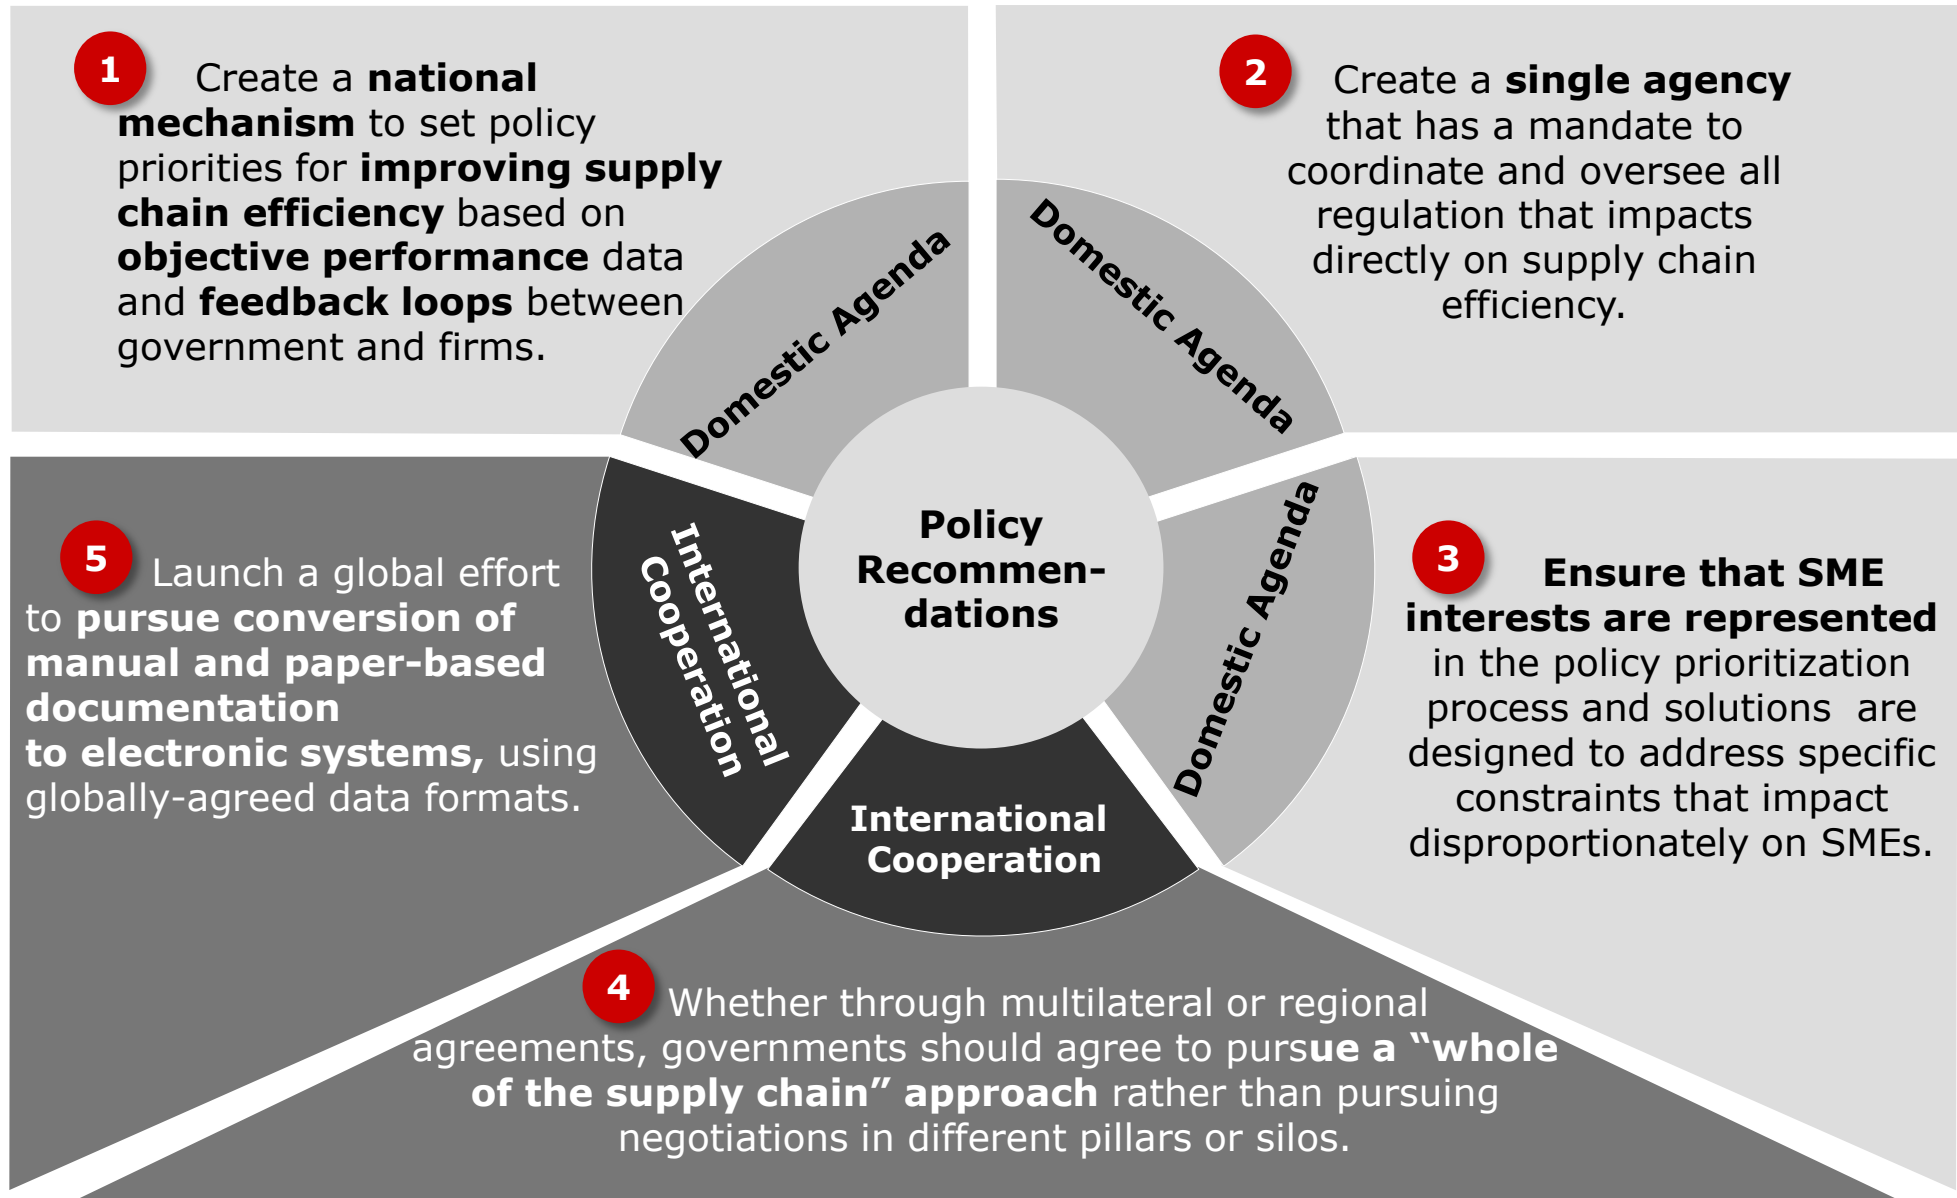 1
Create a national
mechanism to set policy
priorities for improving supply
chain efficiency based on
objective performance data
and feedback loops between
government and firms.
2
Create a single agency
that has a mandate to
coordinate and oversee all
regulation that impacts
directly on supply chain
efficiency.
Domestic Agenda
Domestic Agenda
Domestic Agenda
Policy
Recommen-
dations
International
Cooperation
International
Cooperation
3
Ensure that SME
interests are represented
in the policy prioritization
process and solutions  are
designed to address specific
constraints that impact
disproportionately on SMEs.
4
Whether through multilateral or regional
agreements, governments should agree to pursue a “whole
of the supply chain” approach rather than pursuing
negotiations in different pillars or silos.
5
Launch a global effort
to pursue conversion of
manual and paper-based
documentation
to electronic systems, using
globally-agreed data formats.